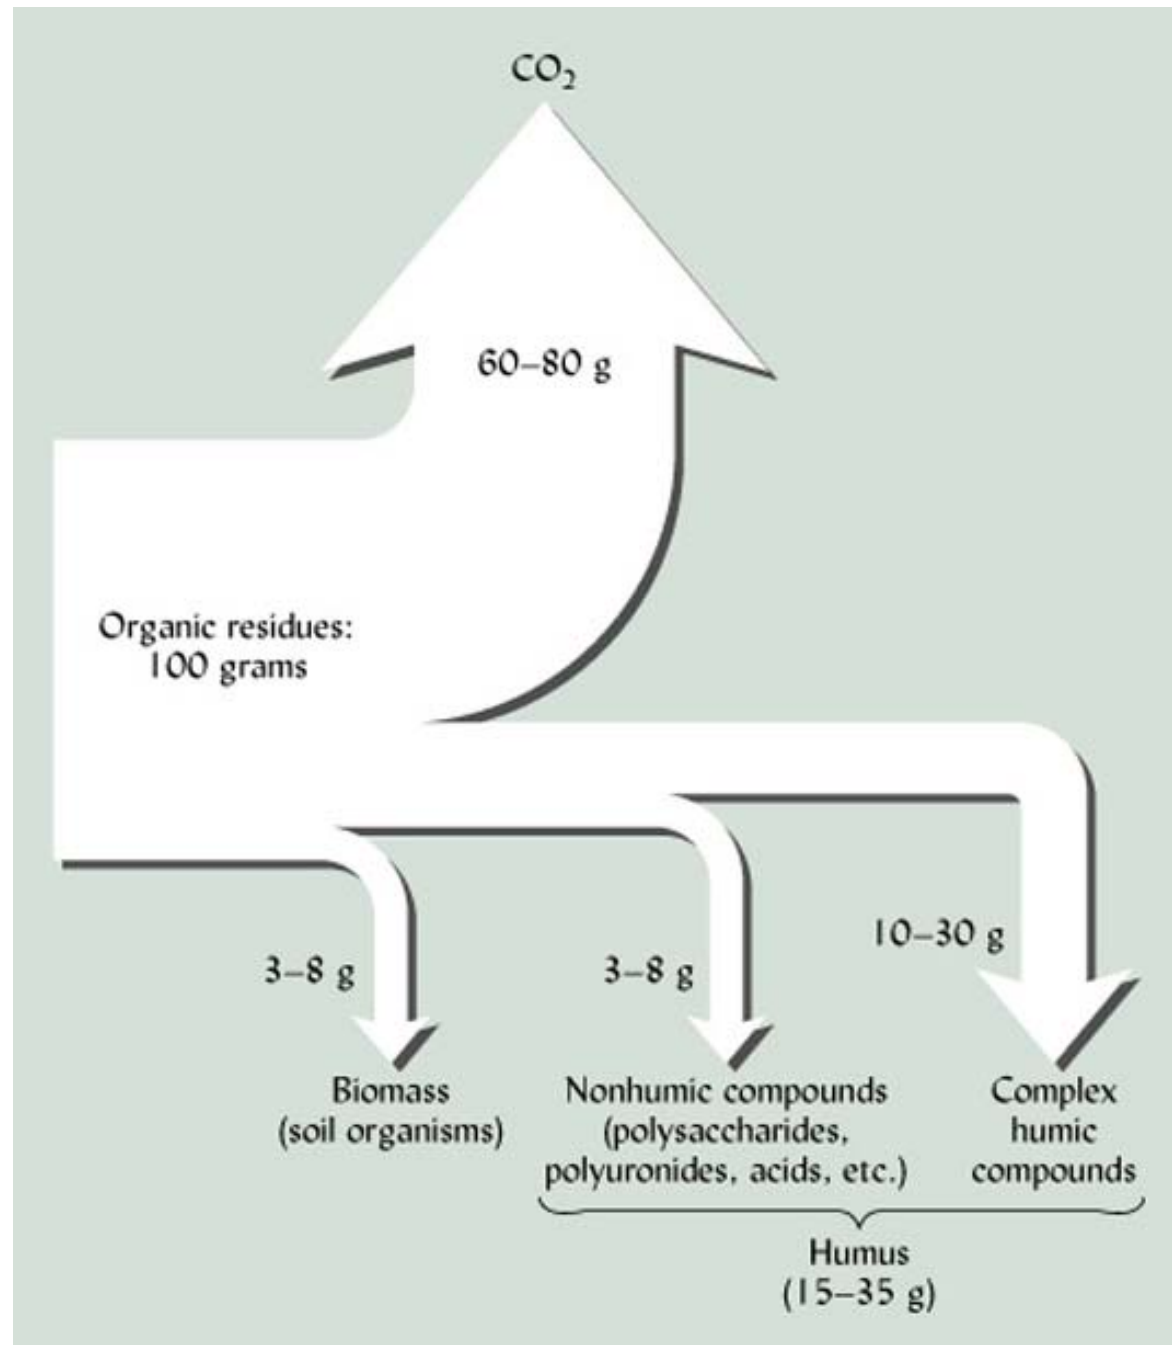 CO₂
60–80 g
Organic residues:
100 grams
10–30 g
3–8 g
3–8 g
Biomass
(soil organisms)
Nonhumic compounds
(polysaccharides,
polyuronides, acids, etc.)
Complex
humic
compounds
Humus
(15–35 g)